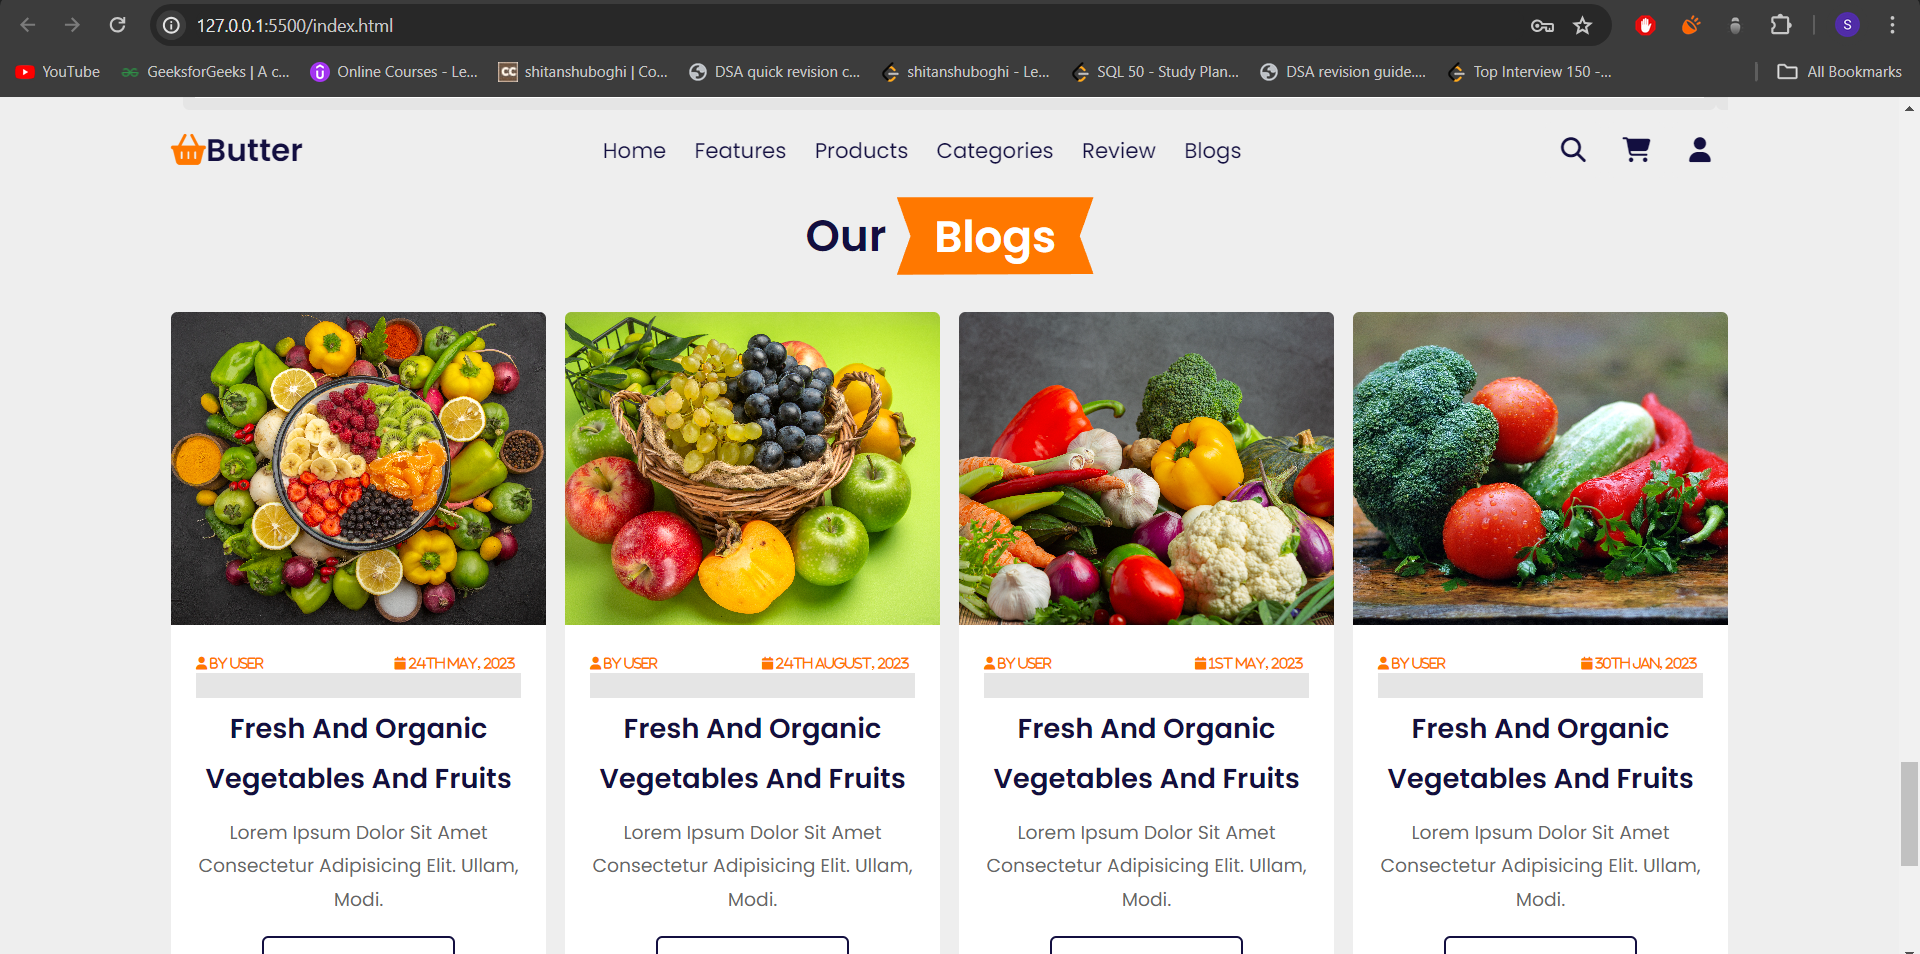 127.0.0.1:5500/index.html
S
YouTube
GeeksforGeeks | A c...
Online Courses - Le...
shitanshuboghi | Co...
DSA quick revision c...
shitanshuboghi - Le...
SQL 50 - Study Plan...
DSA revision guide....
Top Interview 150 -...
All Bookmarks
Butter
Home
Features
Products
Categories
Review
Blogs
Our Blogs
BY USER
24TH MAY, 2023
Fresh And Organic
Vegetables And Fruits
Lorem Ipsum Dolor Sit Amet
Consectetur Adipisicing Elit. Ullam,
Modi.
BY USER
24TH AUGUST, 2023
Fresh And Organic
Vegetables And Fruits
Lorem Ipsum Dolor Sit Amet
Consectetur Adipisicing Elit. Ullam,
Modi.
BY USER
1ST MAY, 2023
Fresh And Organic
Vegetables And Fruits
Lorem Ipsum Dolor Sit Amet
Consectetur Adipisicing Elit. Ullam,
Modi.
BY USER
30TH JAN, 2023
Fresh And Organic
Vegetables And Fruits
Lorem Ipsum Dolor Sit Amet
Consectetur Adipisicing Elit. Ullam,
Modi.